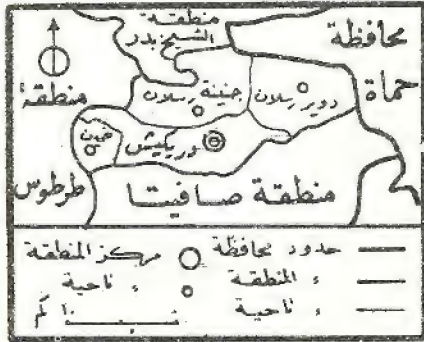 منطقة
الشيخ بدر
محافظة
حماة
منطقة
طرطوس
جنينة رسلان
دوير رسلان
دريكيش
منطقة صافيتا
حدود محافظة
مركز المنطقة
، المنطقة
، ناحية
، ناحية
١٠ كم